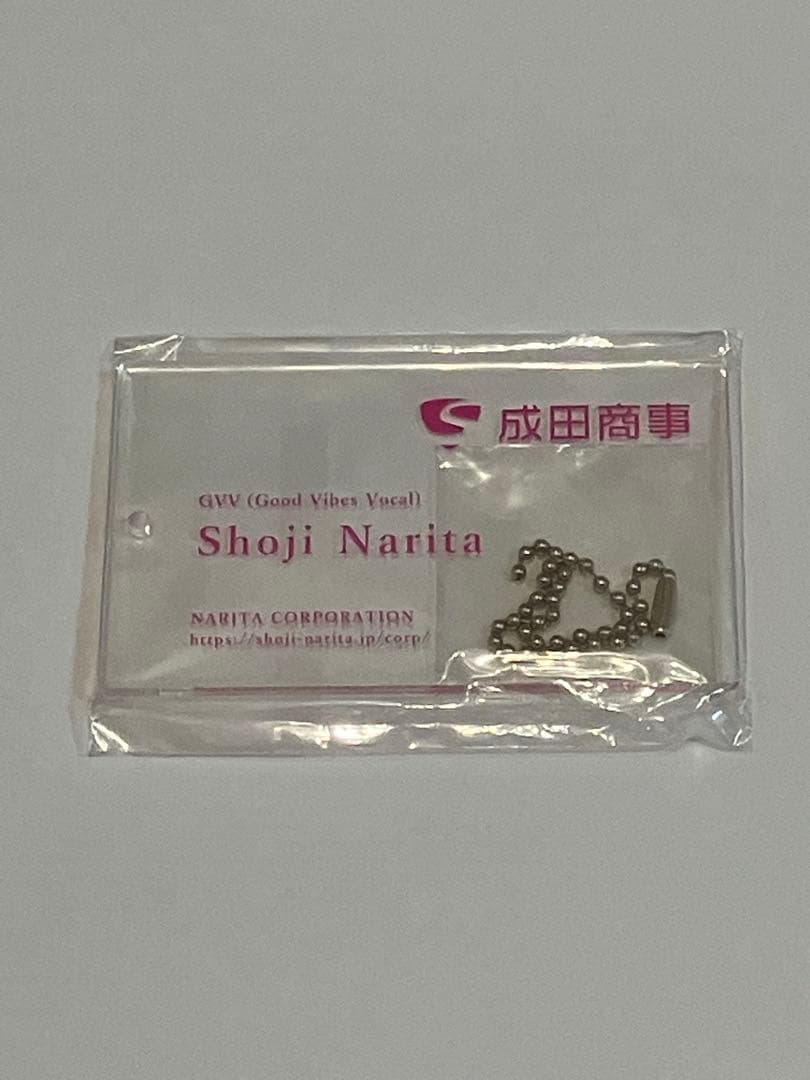 成田商事
GVV (Good Vibes Vocal)
Shoji Narita
NARITA CORPORATION
https://shoji-narita.jp/corp/